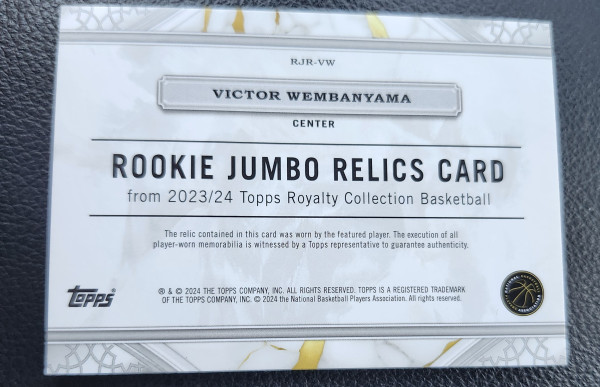 RJR-VW
VICTOR WEMBANYAMA
CENTER
ROOKIE JUMBO RELICS CARD
from 2023/24 Topps Royalty Collection Basketball
The relic contained in this card was worn by the featured player. The execution of all
player-worn memorabilia is witnessed by a Topps representative to guarantee authenticity.
Topps
® & © 2024 THE TOPPS COMPANY, INC. ALL RIGHTS RESERVED. TOPPS IS A REGISTERED TRADEMARK
OF THE TOPPS COMPANY, INC. © 2024 the National Basketball Players Association. All rights reserved.